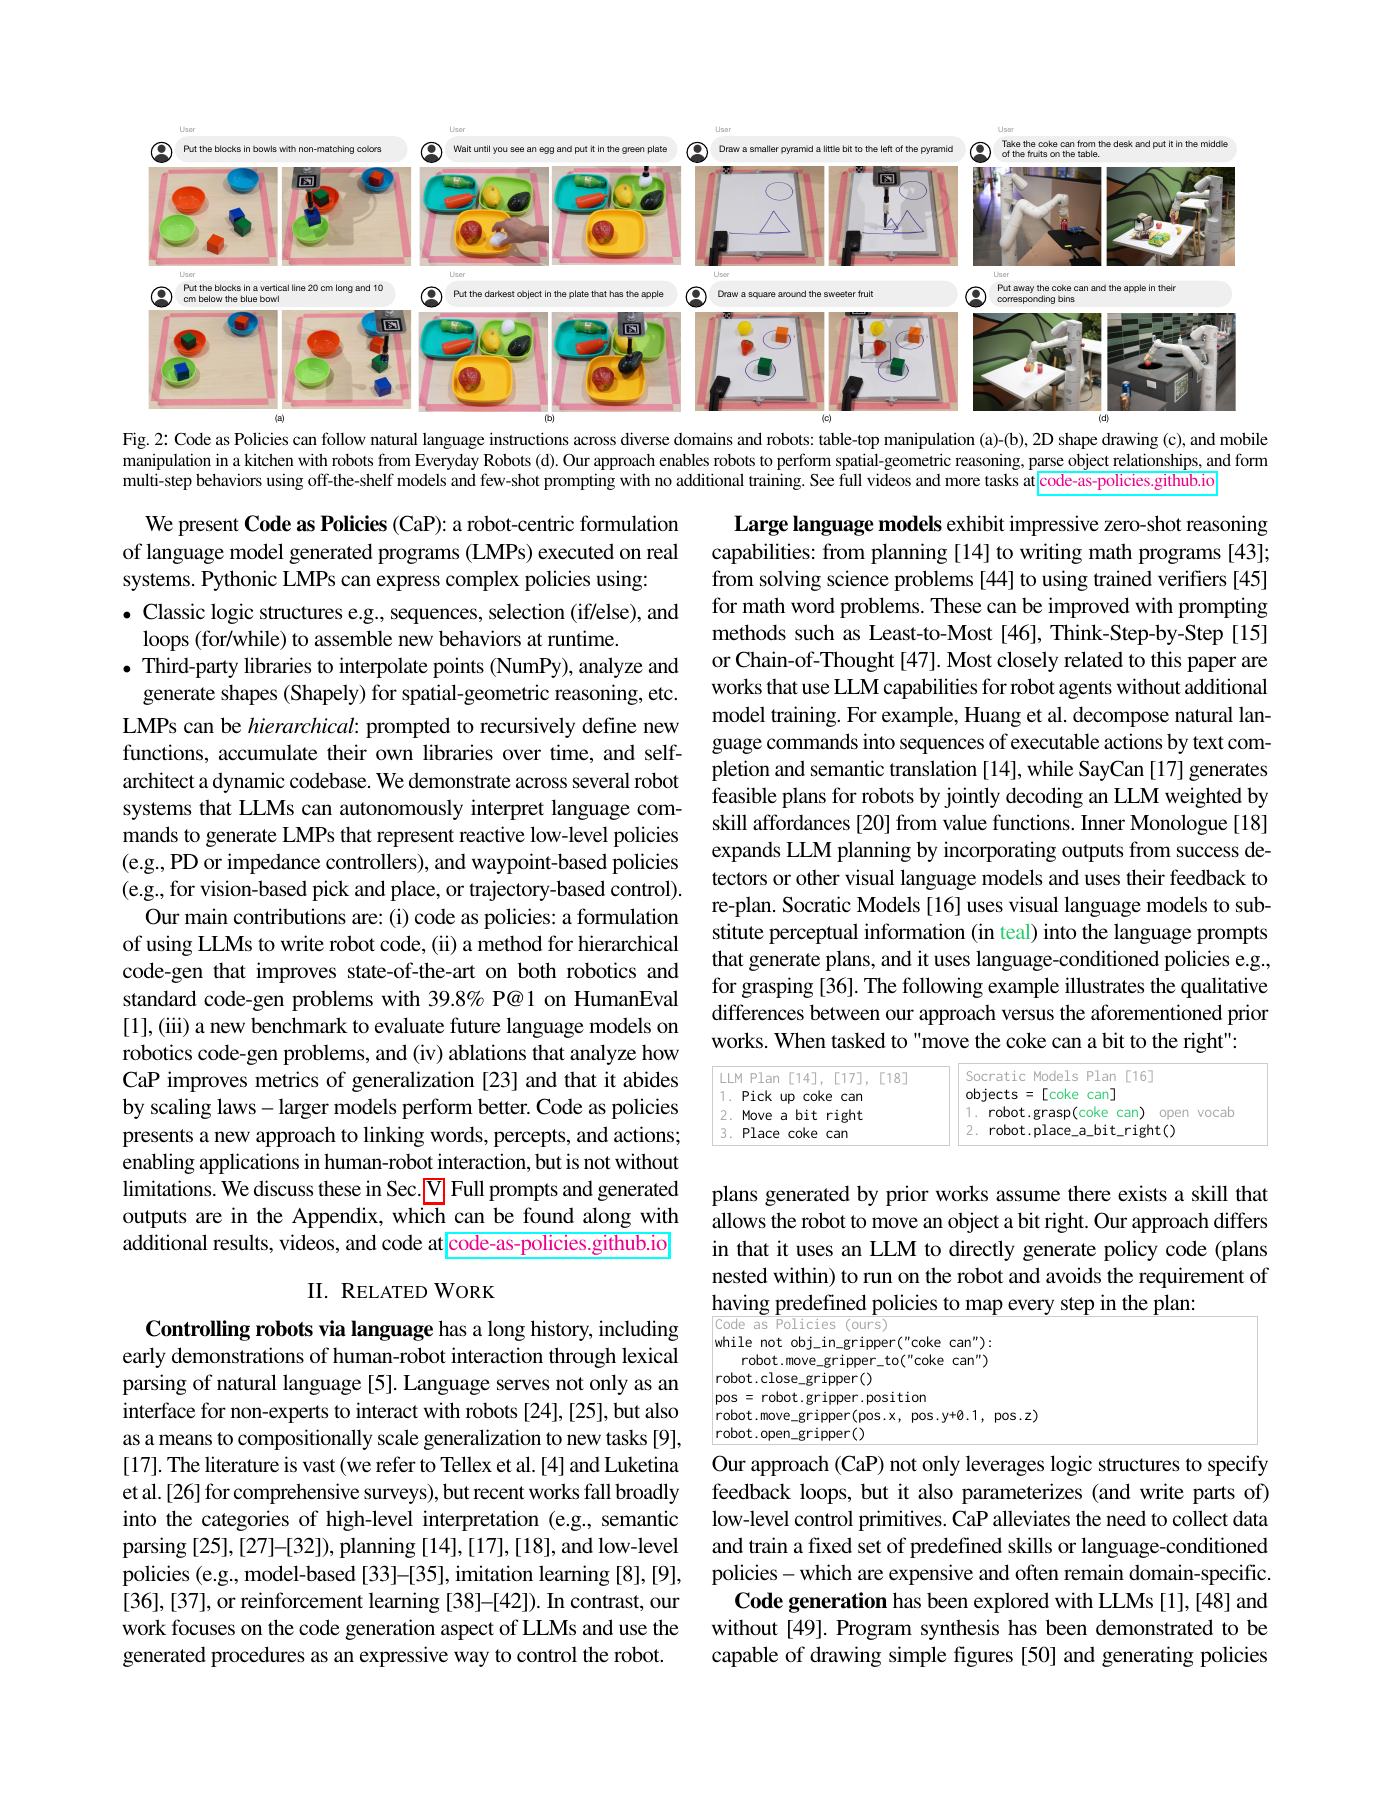 User
Put the blocks in bowls with non-matching colors
User
Wait until you see an egg and put it in the green plate
User
Draw a smaller pyramid a little bit to the left of the pyramid
User
Take the coke can from the desk and put it in the middle
of the fruits on the table.
User
Put the blocks in a vertical line 20 cm long and 10
cm below the blue bowl
User
Put the darkest object in the plate that has the apple
User
Draw a square around the sweeter fruit
User
Put away the coke can and the apple in their
corresponding bins
(a)
(b)
(c)
(d)
Fig. 2: Code as Policies can follow natural language instructions across diverse domains and robots: table-top manipulation (a)-(b), 2D shape drawing (c), and mobile
manipulation in a kitchen with robots from Everyday Robots (d). Our approach enables robots to perform spatial-geometric reasoning, parse object relationships, and form
multi-step behaviors using off-the-shelf models and few-shot prompting with no additional training. See full videos and more tasks at code-as-policies.github.io
We present Code as Policies (CaP): a robot-centric formulation
of language model generated programs (LMPs) executed on real
systems. Pythonic LMPs can express complex policies using:
• Classic logic structures e.g., sequences, selection (if/else), and
loops (for/while) to assemble new behaviors at runtime.
• Third-party libraries to interpolate points (NumPy), analyze and
generate shapes (Shapely) for spatial-geometric reasoning, etc.
LMPs can be hierarchical: prompted to recursively define new
functions, accumulate their own libraries over time, and self-
architect a dynamic codebase. We demonstrate across several robot
systems that LLMs can autonomously interpret language com-
mands to generate LMPs that represent reactive low-level policies
(e.g., PD or impedance controllers), and waypoint-based policies
(e.g., for vision-based pick and place, or trajectory-based control).
Our main contributions are: (i) code as policies: a formulation
of using LLMs to write robot code, (ii) a method for hierarchical
code-gen that improves state-of-the-art on both robotics and
standard code-gen problems with 39.8% P@1 on HumanEval
[1], (iii) a new benchmark to evaluate future language models on
robotics code-gen problems, and (iv) ablations that analyze how
CaP improves metrics of generalization [23] and that it abides
by scaling laws – larger models perform better. Code as policies
presents a new approach to linking words, percepts, and actions;
enabling applications in human-robot interaction, but is not without
limitations. We discuss these in Sec. V Full prompts and generated
outputs are in the Appendix, which can be found along with
additional results, videos, and code at code-as-policies.github.io
II. RELATED WORK
Controlling robots via language has a long history, including
early demonstrations of human-robot interaction through lexical
parsing of natural language [5]. Language serves not only as an
interface for non-experts to interact with robots [24], [25], but also
as a means to compositionally scale generalization to new tasks [9],
[17]. The literature is vast (we refer to Tellex et al. [4] and Luketina
et al. [26] for comprehensive surveys), but recent works fall broadly
into the categories of high-level interpretation (e.g., semantic
parsing [25], [27]–[32]), planning [14], [17], [18], and low-level
policies (e.g., model-based [33]–[35], imitation learning [8], [9],
[36], [37], or reinforcement learning [38]–[42]). In contrast, our
work focuses on the code generation aspect of LLMs and use the
generated procedures as an expressive way to control the robot.
Large language models exhibit impressive zero-shot reasoning
capabilities: from planning [14] to writing math programs [43];
from solving science problems [44] to using trained verifiers [45]
for math word problems. These can be improved with prompting
methods such as Least-to-Most [46], Think-Step-by-Step [15]
or Chain-of-Thought [47]. Most closely related to this paper are
works that use LLM capabilities for robot agents without additional
model training. For example, Huang et al. decompose natural lan-
guage commands into sequences of executable actions by text com-
pletion and semantic translation [14], while SayCan [17] generates
feasible plans for robots by jointly decoding an LLM weighted by
skill affordances [20] from value functions. Inner Monologue [18]
expands LLM planning by incorporating outputs from success de-
tectors or other visual language models and uses their feedback to
re-plan. Socratic Models [16] uses visual language models to sub-
stitute perceptual information (in teal) into the language prompts
that generate plans, and it uses language-conditioned policies e.g.,
for grasping [36]. The following example illustrates the qualitative
differences between our approach versus the aforementioned prior
works. When tasked to "move the coke can a bit to the right":
LLM Plan [14], [17], [18]
1. Pick up coke can
2. Move a bit right
3. Place coke can
Socratic Models Plan [16]
objects = [coke can]
1. robot.grasp(coke can) open vocab
2. robot.place_a_bit_right()
plans generated by prior works assume there exists a skill that
allows the robot to move an object a bit right. Our approach differs
in that it uses an LLM to directly generate policy code (plans
nested within) to run on the robot and avoids the requirement of
having predefined policies to map every step in the plan:
Code as Policies (ours)
while not obj_in_gripper("coke can"):
    robot.move_gripper_to("coke can")
robot.close_gripper()
pos = robot.gripper.position
robot.move_gripper(pos.x, pos.y+0.1, pos.z)
robot.open_gripper()
Our approach (CaP) not only leverages logic structures to specify
feedback loops, but it also parameterizes (and write parts of)
low-level control primitives. CaP alleviates the need to collect data
and train a fixed set of predefined skills or language-conditioned
policies – which are expensive and often remain domain-specific.
Code generation has been explored with LLMs [1], [48] and
without [49]. Program synthesis has been demonstrated to be
capable of drawing simple figures [50] and generating policies